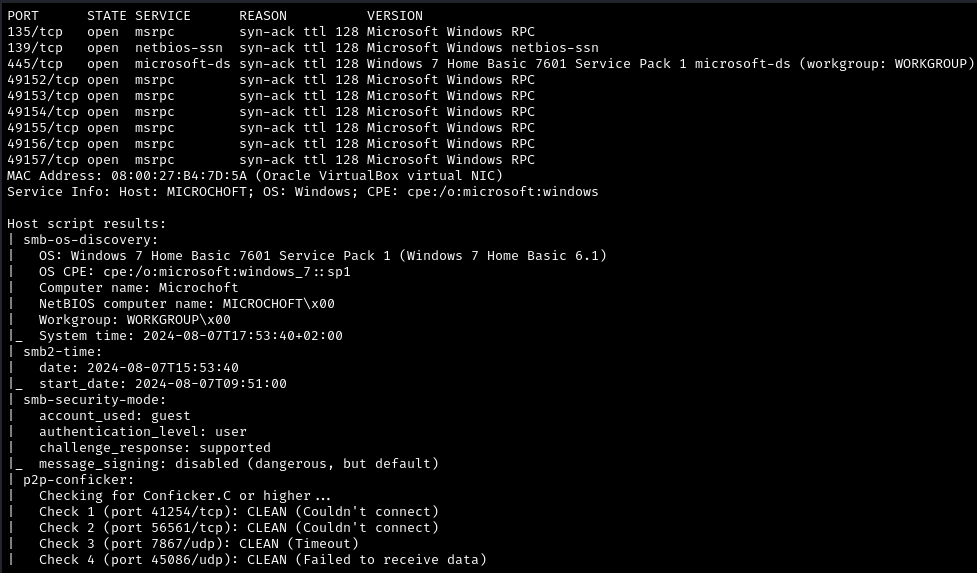 PORT      STATE SERVICE      REASON          VERSION
135/tcp   open  msrpc        syn-ack ttl 128 Microsoft Windows RPC
139/tcp   open  netbios-ssn  syn-ack ttl 128 Microsoft Windows netbios-ssn
445/tcp   open  microsoft-ds syn-ack ttl 128 Windows 7 Home Basic 7601 Service Pack 1 microsoft-ds (workgroup: WORKGROUP)
49152/tcp open  msrpc        syn-ack ttl 128 Microsoft Windows RPC
49153/tcp open  msrpc        syn-ack ttl 128 Microsoft Windows RPC
49154/tcp open  msrpc        syn-ack ttl 128 Microsoft Windows RPC
49155/tcp open  msrpc        syn-ack ttl 128 Microsoft Windows RPC
49156/tcp open  msrpc        syn-ack ttl 128 Microsoft Windows RPC
49157/tcp open  msrpc        syn-ack ttl 128 Microsoft Windows RPC
MAC Address: 08:00:27:B4:7D:5A (Oracle VirtualBox virtual NIC)
Service Info: Host: MICROCHOFT; OS: Windows; CPE: cpe:/o:microsoft:windows

Host script results:
| smb-os-discovery:
|   OS: Windows 7 Home Basic 7601 Service Pack 1 (Windows 7 Home Basic 6.1)
|   OS CPE: cpe:/o:microsoft:windows_7::sp1
|   Computer name: Microchoft
|   NetBIOS computer name: MICROCHOFT\x00
|   Workgroup: WORKGROUP\x00
|_  System time: 2024-08-07T17:53:40+02:00
| smb2-time:
|   date: 2024-08-07T15:53:40
|_  start_date: 2024-08-07T09:51:00
| smb-security-mode:
|   account_used: guest
|   authentication_level: user
|   challenge_response: supported
|_  message_signing: disabled (dangerous, but default)
| p2p-conficker:
|   Checking for Conficker.C or higher...
|   Check 1 (port 41254/tcp): CLEAN (Couldn't connect)
|   Check 2 (port 56561/tcp): CLEAN (Couldn't connect)
|   Check 3 (port 7867/udp): CLEAN (Timeout)
|   Check 4 (port 45086/udp): CLEAN (Failed to receive data)